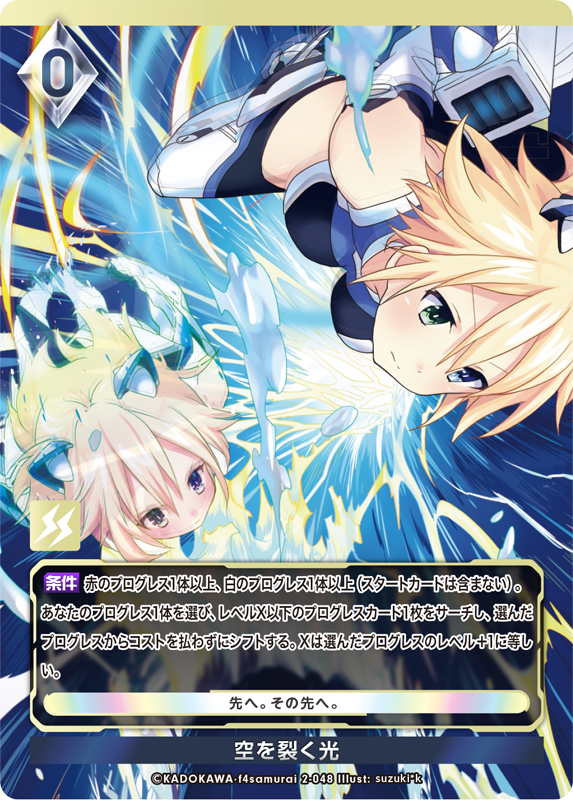 0
条件 赤のプログレス1体以上、白のプログレス1体以上(スタートカードは含まない)。
あなたのプログレス1体を選び、レベルX以下のプログレスカード1枚をサーチし、選んだ
プログレスからコストを払わずにシフトする。Xは選んだプログレスのレベル+1に等し
い。
先へ。その先へ。
空を裂く光
©KADOKAWA·f4samurai 2-048 Illust: suzuki*k